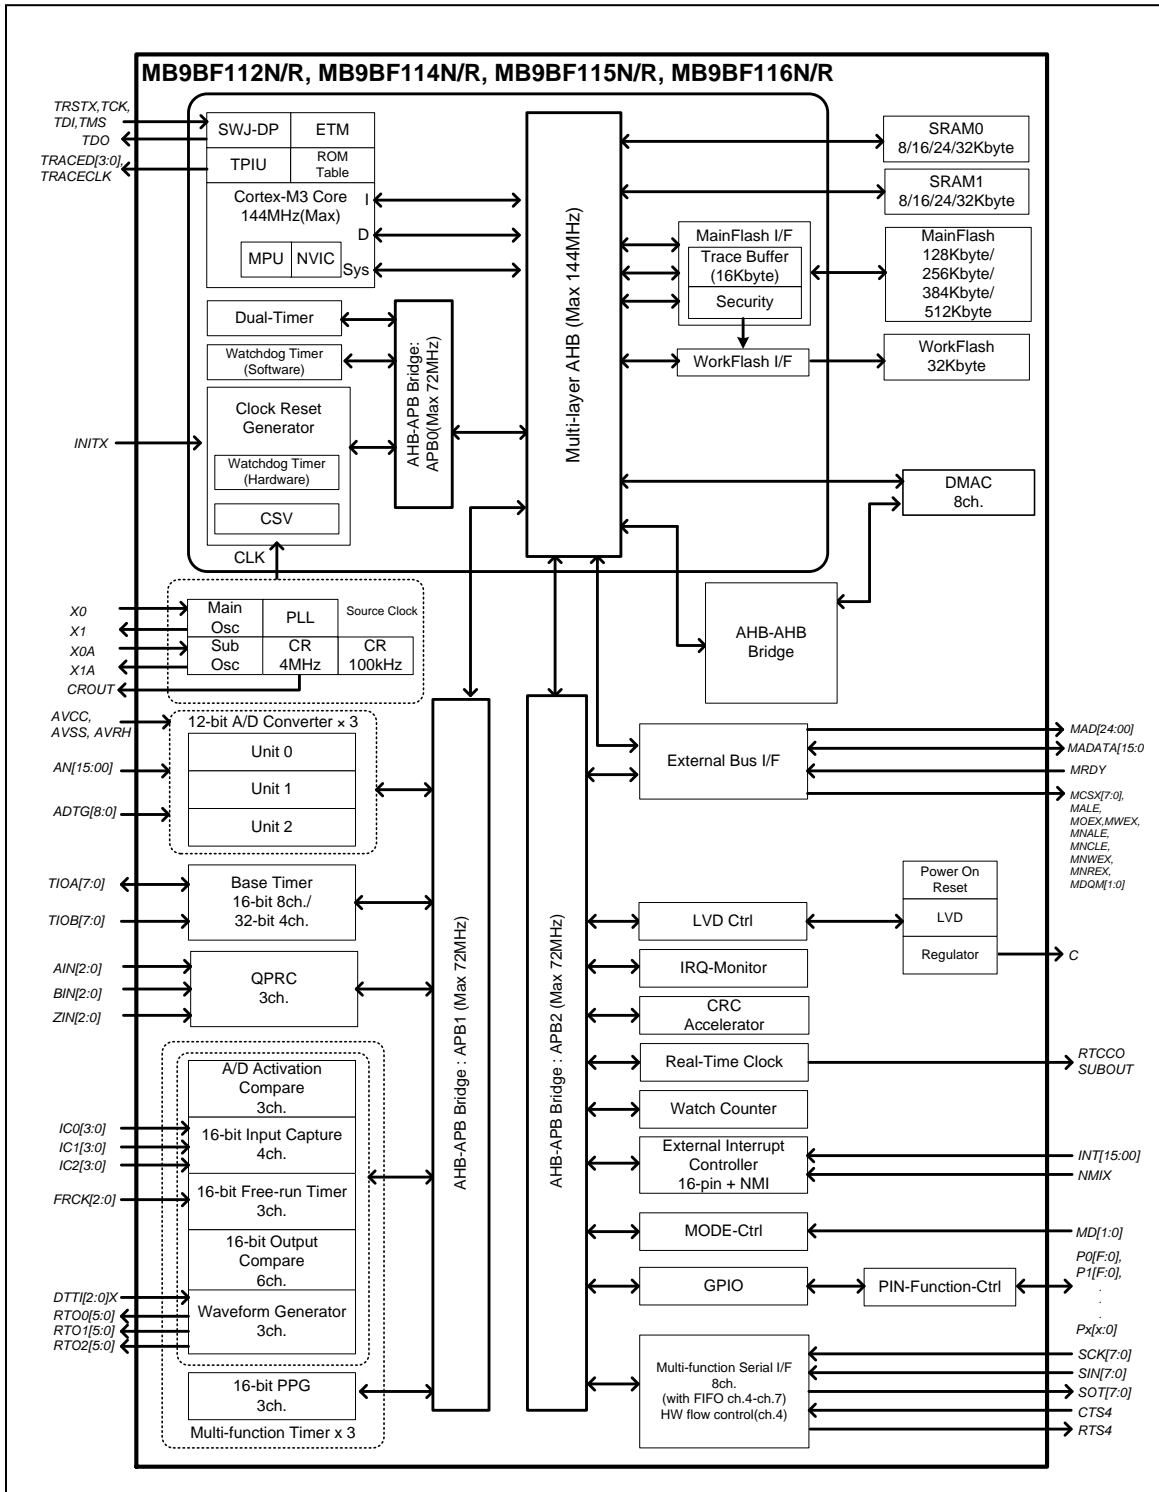 MB9BF112N/R, MB9BF114N/R, MB9BF115N/R, MB9BF116N/R
TRSTX,TCK,
TDI,TMS
TDO
TRACED[3:0],
TRACECLK
SWJ-DP
ETM
TPIU
ROM
Table
Cortex-M3 Core
144MHz(Max)
I
D
Sys
MPU
NVIC
Dual-Timer
Watchdog Timer
(Software)
Clock Reset
Generator
Watchdog Timer
(Hardware)
CSV
CLK
INITX
AHB-APB Bridge:
APB0(Max 72MHz)
Multi-layer AHB (Max 144MHz)
SRAM0
8/16/24/32Kbyte
SRAM1
8/16/24/32Kbyte
MainFlash I/F
Trace Buffer
(16Kbyte)
Security
MainFlash
128Kbyte/
256Kbyte/
384Kbyte/
512Kbyte
WorkFlash I/F
WorkFlash
32Kbyte
DMAC
8ch.
AHB-AHB
Bridge
X0
X1
X0A
X1A
CROUT
Main
Osc
PLL
Source Clock
Sub
Osc
CR
4MHz
CR
100kHz
AVCC,
AVSS, AVRH
AN[15:00]
ADTG[8:0]
12-bit A/D Converter × 3
Unit 0
Unit 1
Unit 2
TIOA[7:0]
TIOB[7:0]
Base Timer
16-bit 8ch./
32-bit 4ch.
AIN[2:0]
BIN[2:0]
ZIN[2:0]
QPRC
3ch.
A/D Activation
Compare
3ch.
IC0[3:0]
IC1[3:0]
IC2[3:0]
16-bit Input Capture
4ch.
FRCK[2:0]
16-bit Free-run Timer
3ch.
16-bit Output
Compare
6ch.
DTTI[2:0]X
RTO0[5:0]
RTO1[5:0]
RTO2[5:0]
Waveform Generator
3ch.
16-bit PPG
3ch.
Multi-function Timer x 3
AHB-APB Bridge : APB1 (Max 72MHz)
AHB-APB Bridge : APB2 (Max 72MHz)
External Bus I/F
MAD[24:00]
MADATA[15:0
MRDY
MCSX[7:0],
MALE,
MOEX,MWEX,
MNALE,
MNCLE,
MNWEX,
MNREX,
MDQM[1:0]
LVD Ctrl
Power On
Reset
LVD
Regulator
C
IRQ-Monitor
CRC
Accelerator
Real-Time Clock
RTCCO
SUBOUT
Watch Counter
External Interrupt
Controller
16-pin + NMI
INT[15:00]
NMIX
MODE-Ctrl
MD[1:0]
GPIO
PIN-Function-Ctrl
P0[F:0],
P1[F:0],
.
.
.
Px[x:0]
Multi-function Serial I/F
8ch.
(with FIFO ch.4-ch.7)
HW flow control(ch.4)
SCK[7:0]
SIN[7:0]
SOT[7:0]
CTS4
RTS4